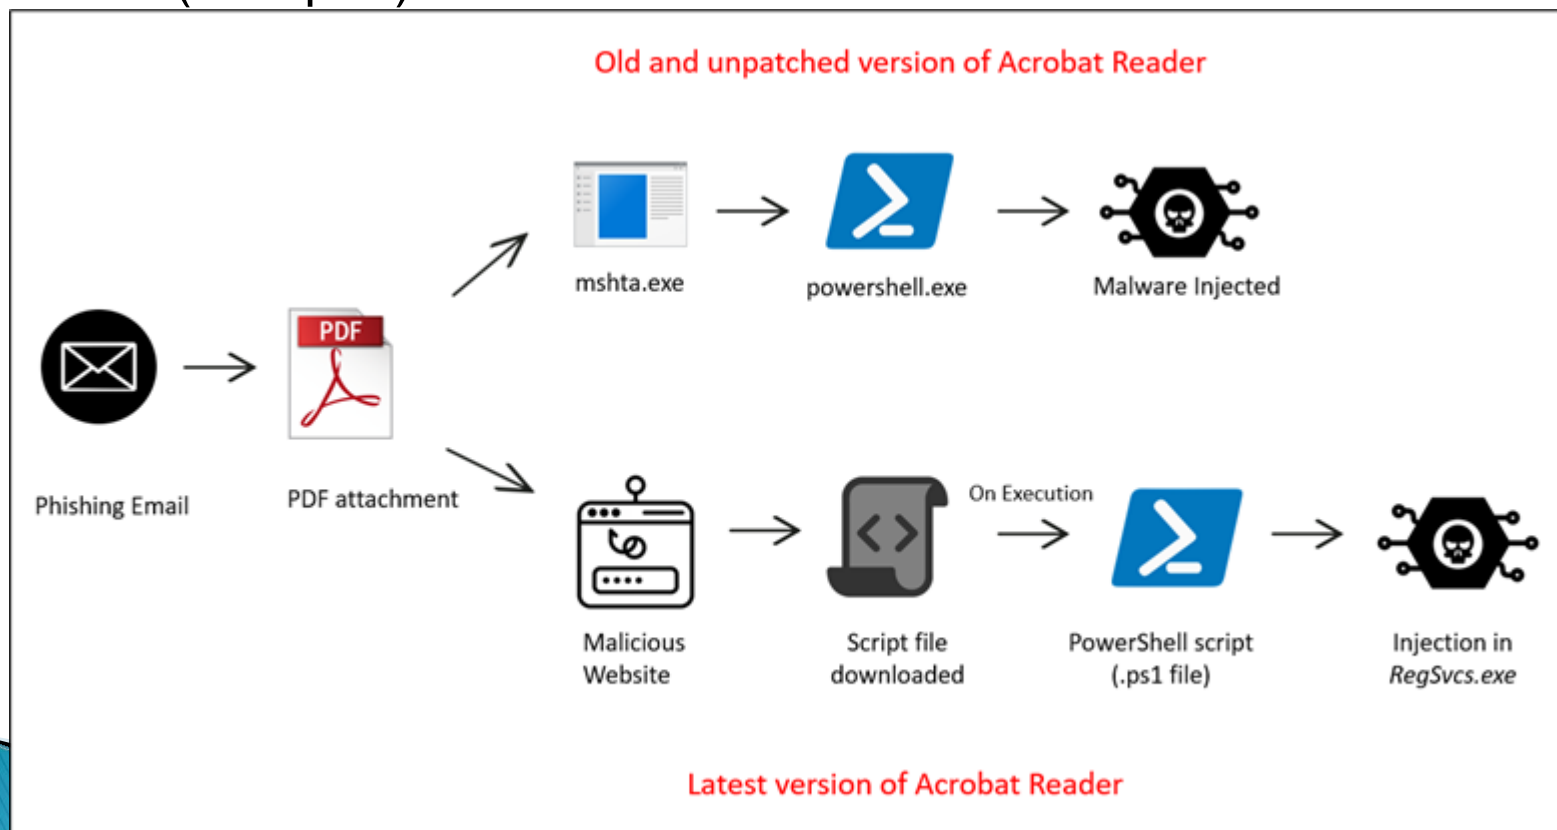 Old and unpatched version of Acrobat Reader
mshta.exe
powershell.exe
Malware Injected
PDF
Phishing Email
PDF attachment
On Execution
Malicious
Website
Script file
downloaded
PowerShell script
(.ps1 file)
Injection in
RegSvcs.exe
Latest version of Acrobat Reader